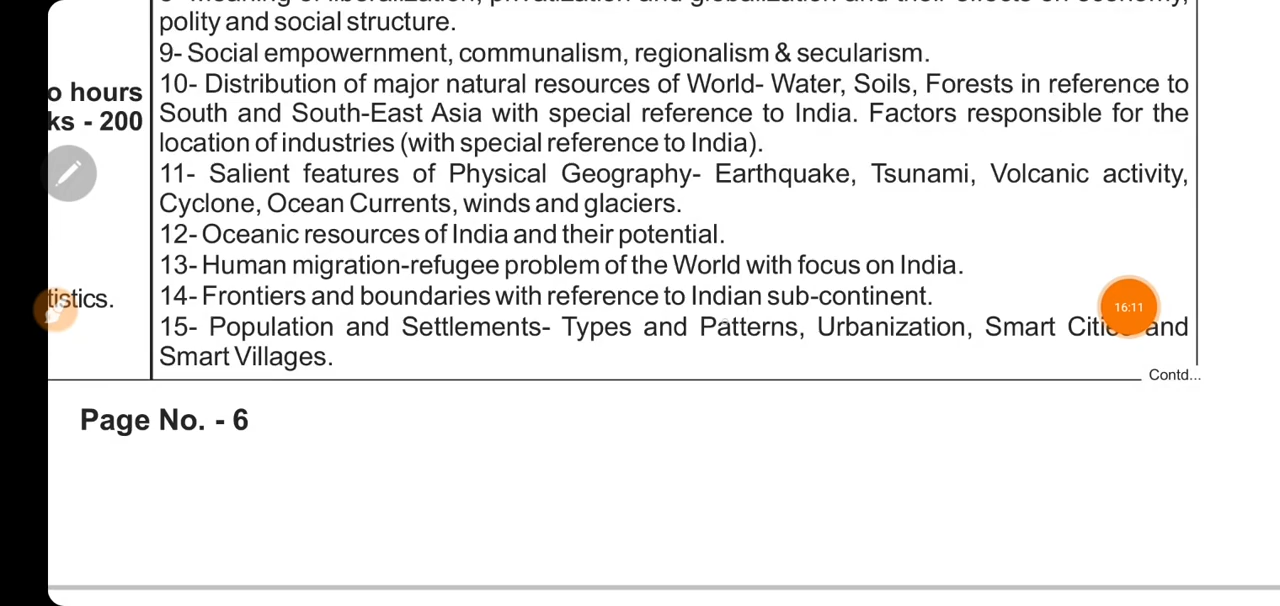 polity and social structure.
9- Social empowernment, communalism, regionalism & secularism.
o hours
10- Distribution of major natural resources of World- Water, Soils, Forests in reference to
ks - 200
South and South-East Asia with special reference to India. Factors responsible for the
location of industries (with special reference to India).
11- Salient features of Physical Geography- Earthquake, Tsunami, Volcanic activity,
Cyclone, Ocean Currents, winds and glaciers.
12- Oceanic resources of India and their potential.
13- Human migration-refugee problem of the World with focus on India.
tistics.
14- Frontiers and boundaries with reference to Indian sub-continent.
16:11
15- Population and Settlements- Types and Patterns, Urbanization, Smart Cities and
Smart Villages.
Contd...
Page No. - 6